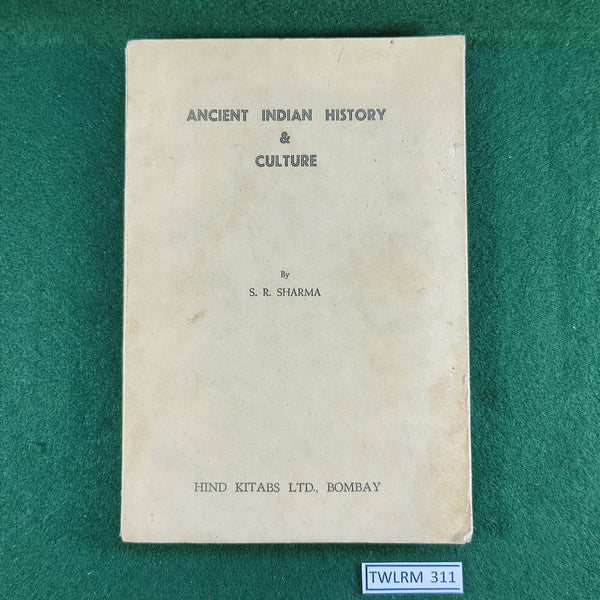 ANCIENT INDIAN HISTORY
&
CULTURE
By
S. R. SHARMA
HIND KITABS LTD., BOMBAY
TWLRM 311